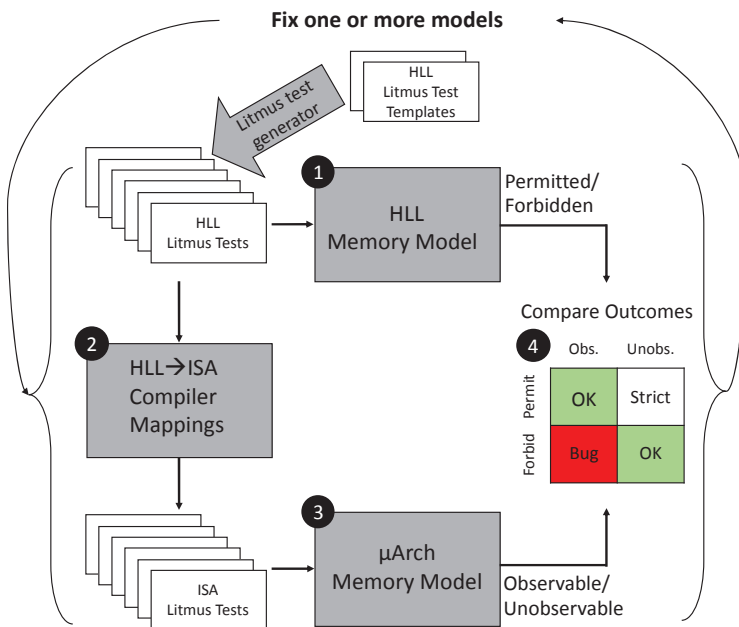 Fix one or more models
HLL
Litmus Test
Templates
Litmus test
generator
HLL
Litmus Tests
1
HLL
Memory Model
Permitted/
Forbidden
2
HLL→ISA
Compiler
Mappings
Compare Outcomes
4
Obs.
Unobs.
Permit
OK
Strict
Forbid
Bug
OK
ISA
Litmus Tests
3
μArch
Memory Model
Observable/
Unobservable